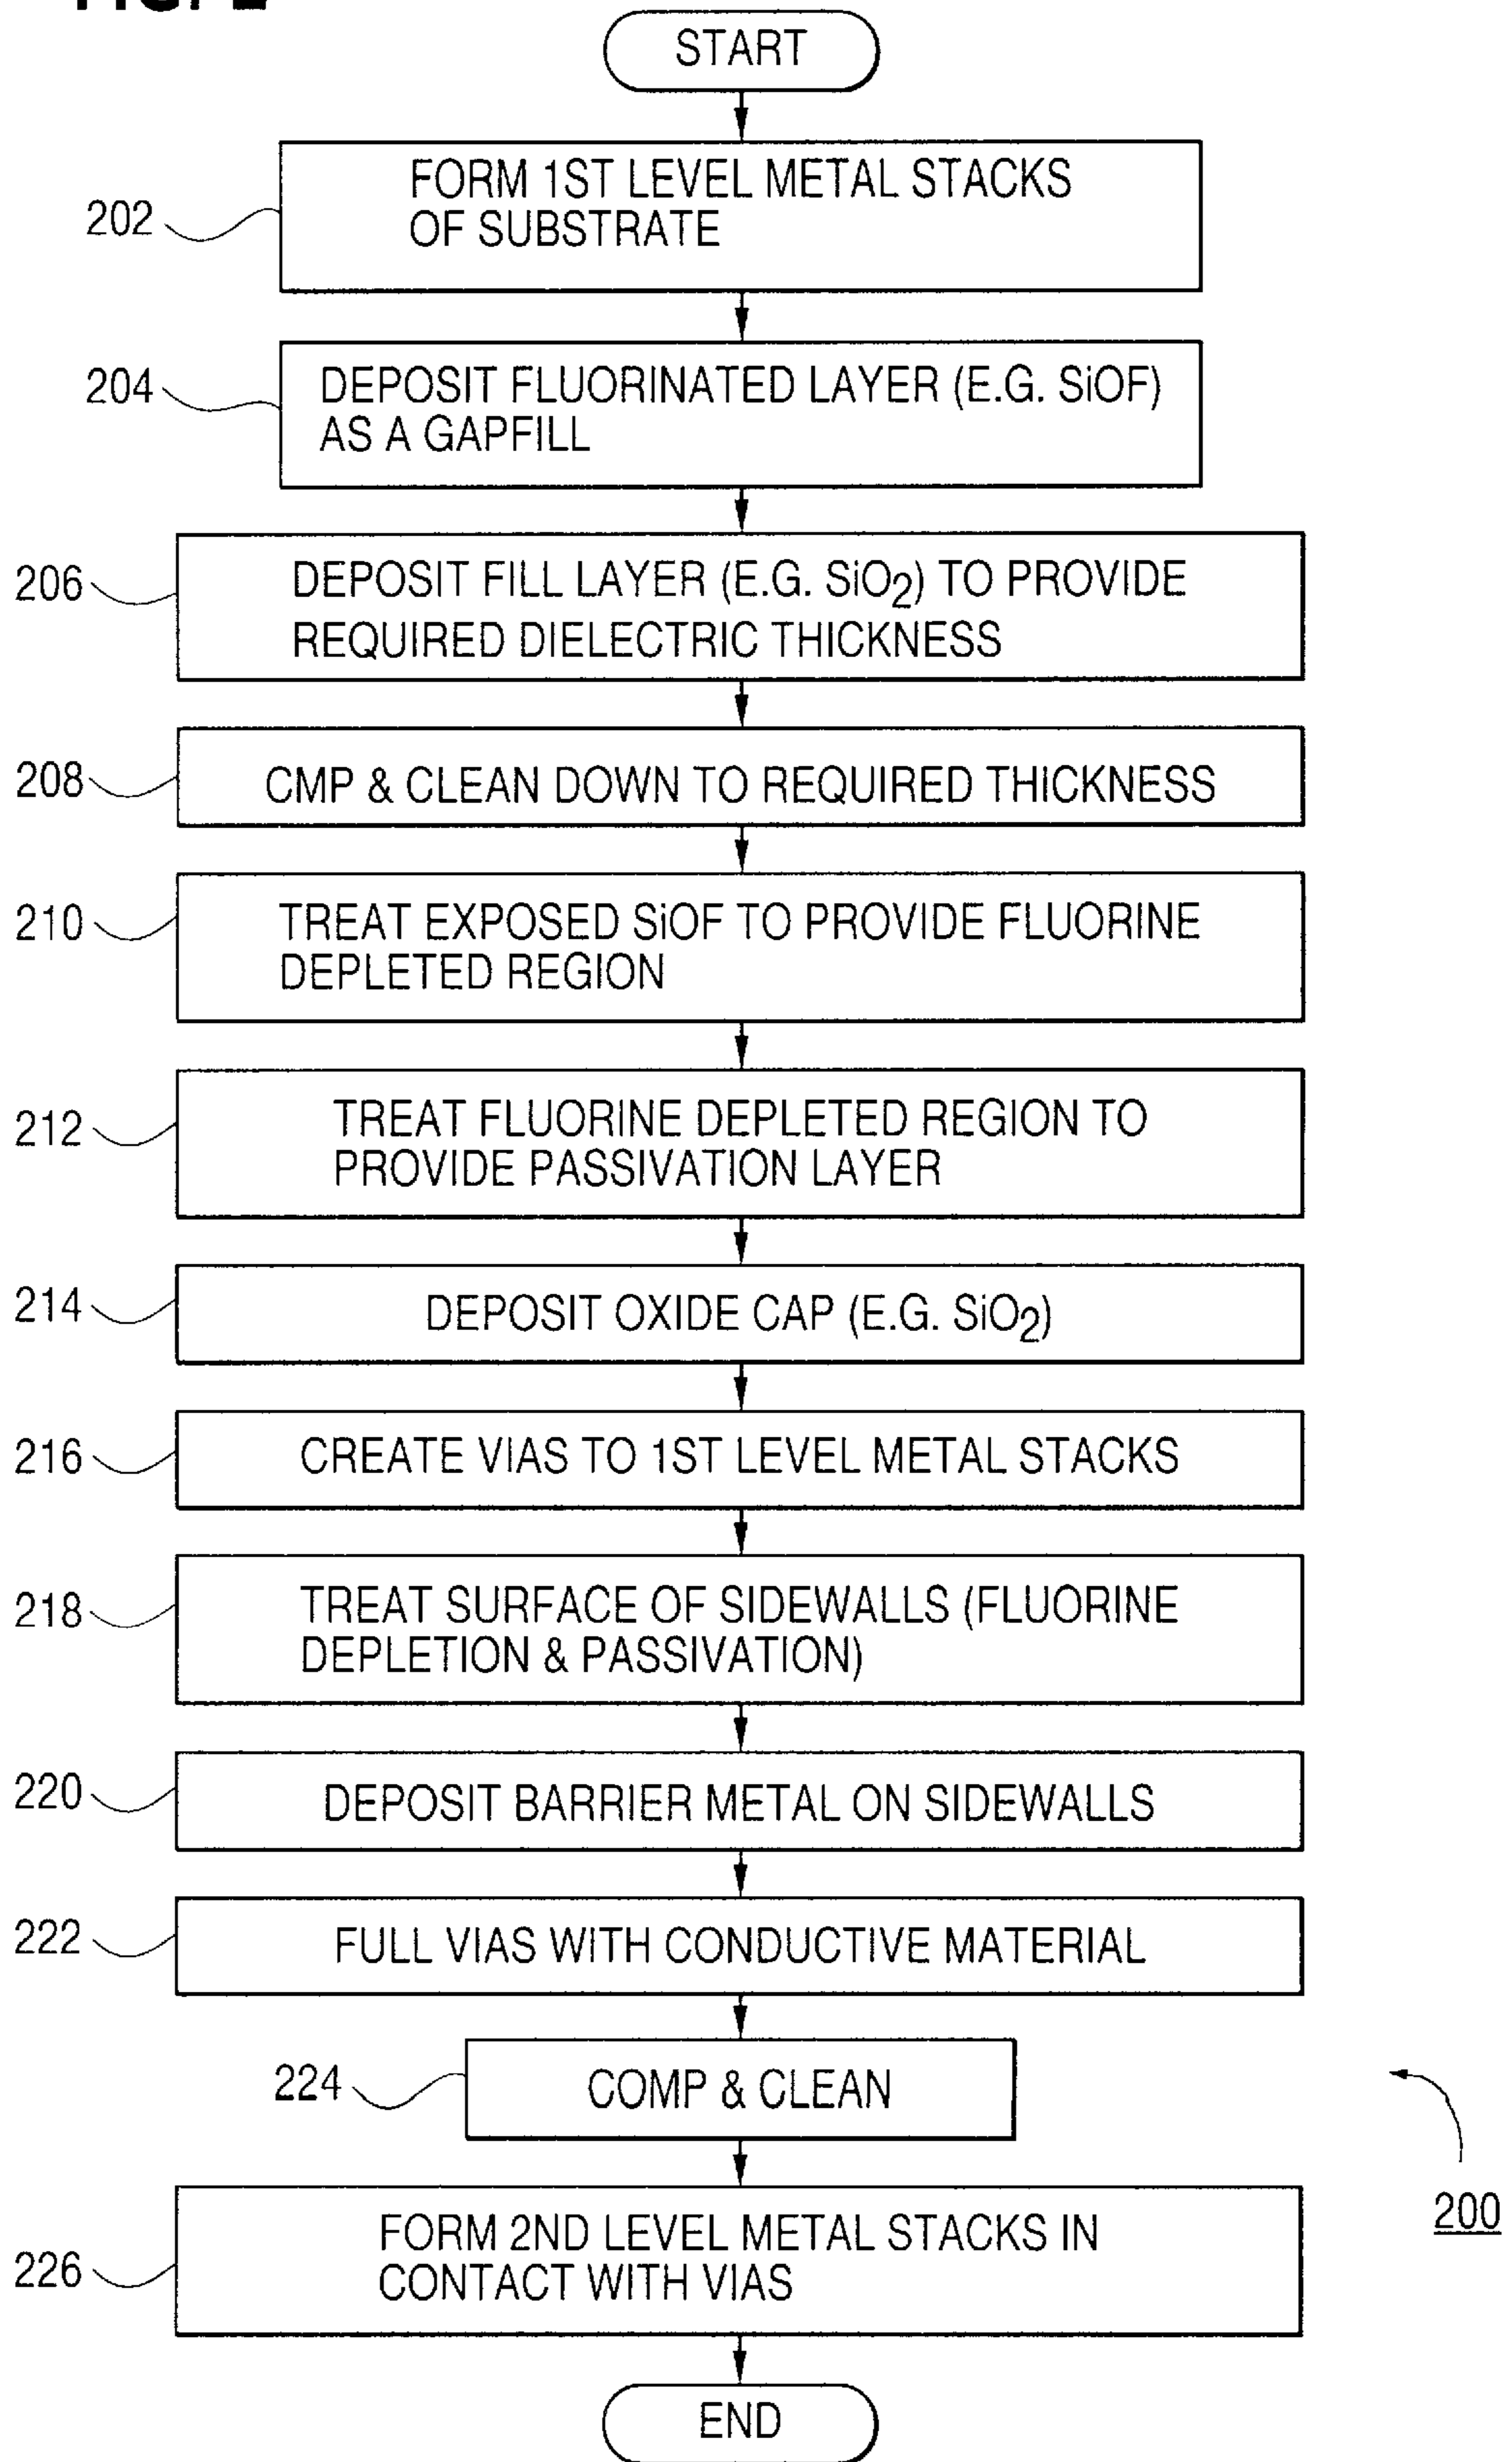 START
202
FORM 1ST LEVEL METAL STACKS
OF SUBSTRATE
204
DEPOSIT FLUORINATED LAYER (E.G. SiOF)
AS A GAPFILL
206
DEPOSIT FILL LAYER (E.G. SiO2) TO PROVIDE
REQUIRED DIELECTRIC THICKNESS
208
CMP & CLEAN DOWN TO REQUIRED THICKNESS
210
TREAT EXPOSED SiOF TO PROVIDE FLUORINE
DEPLETED REGION
212
TREAT FLUORINE DEPLETED REGION TO
PROVIDE PASSIVATION LAYER
214
DEPOSIT OXIDE CAP (E.G. SiO2)
216
CREATE VIAS TO 1ST LEVEL METAL STACKS
218
TREAT SURFACE OF SIDEWALLS (FLUORINE
DEPLETION & PASSIVATION)
220
DEPOSIT BARRIER METAL ON SIDEWALLS
222
FULL VIAS WITH CONDUCTIVE MATERIAL
224
COMP & CLEAN
200
226
FORM 2ND LEVEL METAL STACKS IN
CONTACT WITH VIAS
END